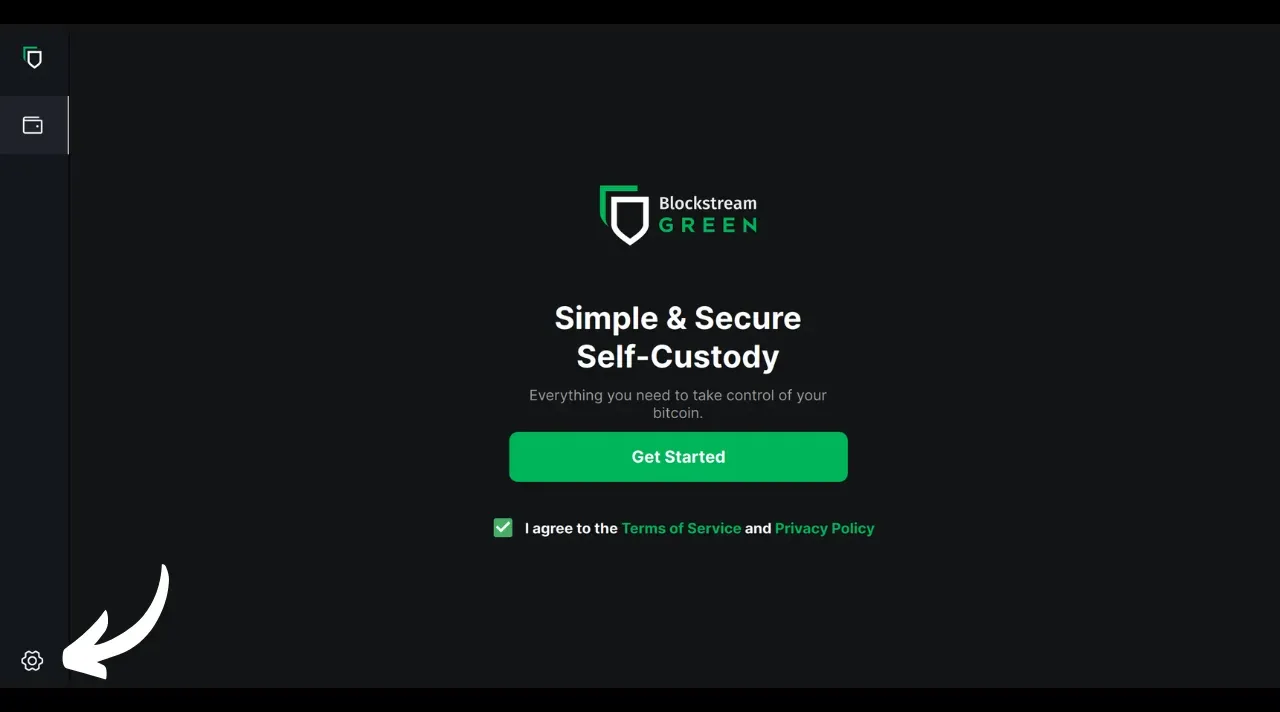 Blockstream
GREEN
Simple & Secure
Self-Custody
Everything you need to take control of your
bitcoin.
Get Started
I agree to the Terms of Service and Privacy Policy